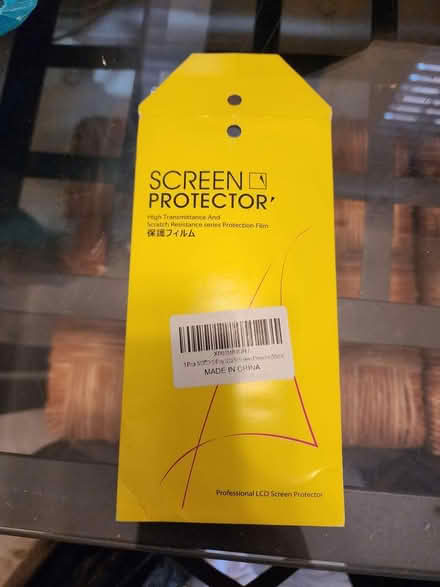 SCREEN
PROTECTOR'
High Transmittance And
Scratch Resistance series Protection Film
保護フィルム
MADE IN CHINA
Professional LCD Screen Protector